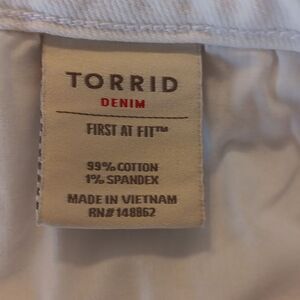 TORRID
DENIM
FIRST AT FIT™
99% COTTON
1% SPANDEX
MADE IN VIETNAM
RN# 148862